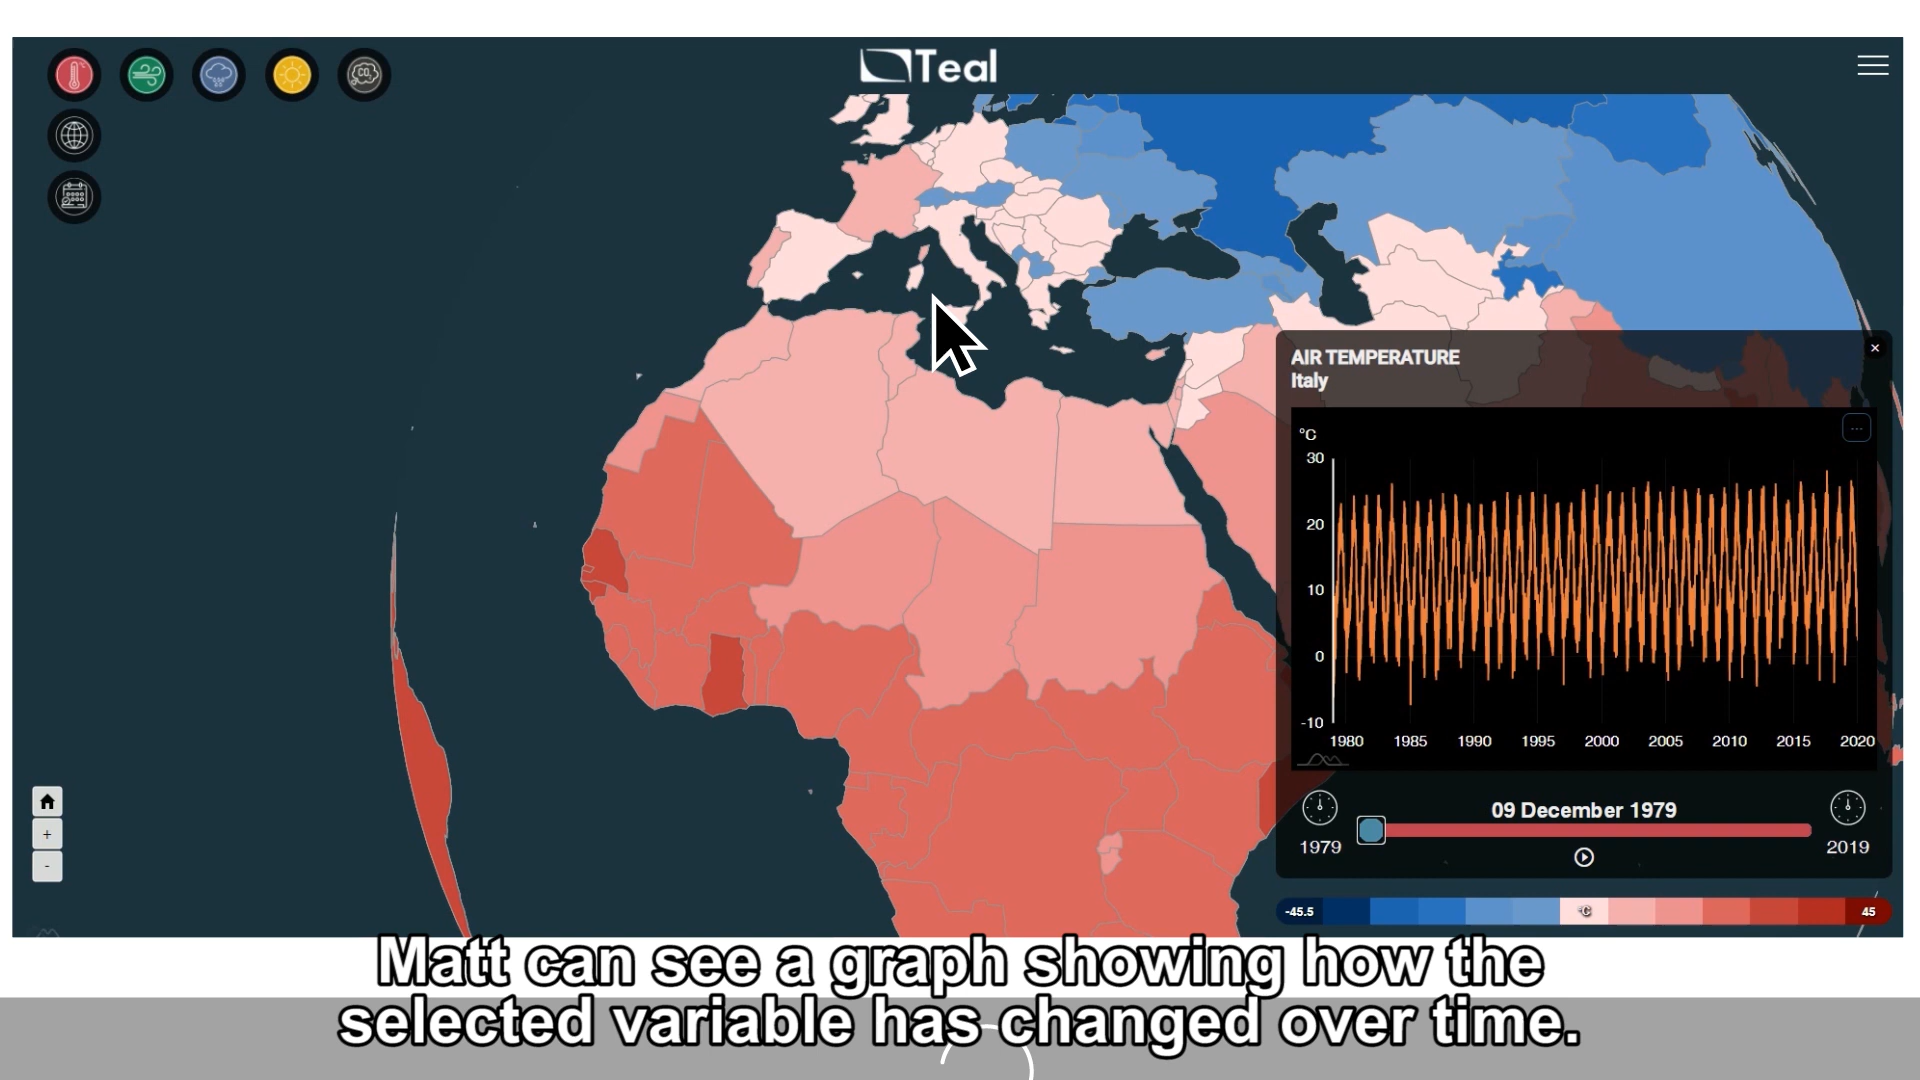 Teal
CO₂
AIR TEMPERATURE
Italy
°C
30
20
10
0
-10
1980 1985 1990 1995 2000 2005 2010 2015 2020
09 December 1979
1979
2019
+
-
-45.5 °C 45
Matt can see a graph showing how the
selected variable has changed over time.